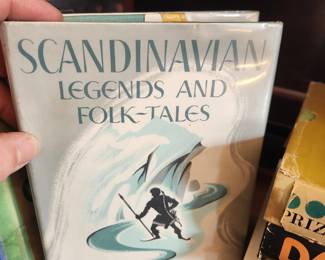 SCANDINAVIAN
LEGENDS AND
FOLK-TALES
PRIZ